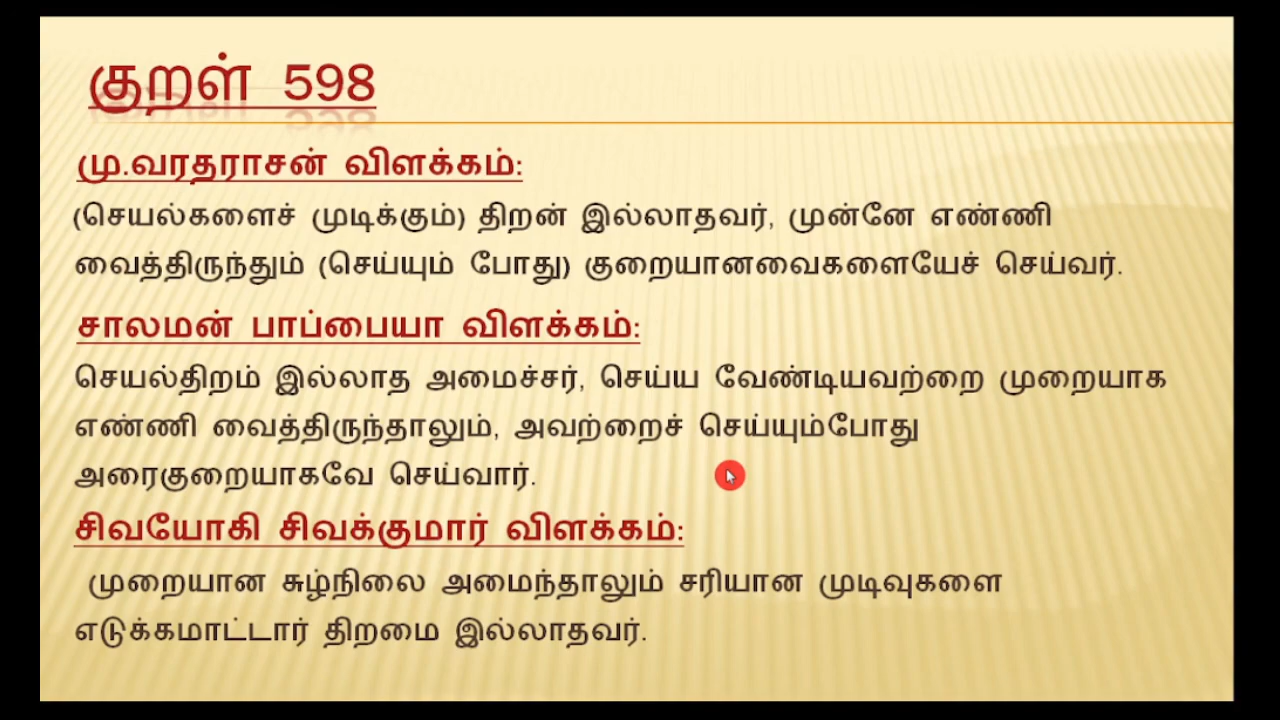 குறள் 598
மு.வரதராசன் விளக்கம்:
(செயல்களைச் முடிக்கும்) திறன் இல்லாதவர், முன்னே எண்ணி
வைத்திருந்தும் (செய்யும் போது) குறையானவைகளையேச் செய்வர்.
சாலமன் பாப்பையா விளக்கம்:
செயல்திறம் இல்லாத அமைச்சர், செய்ய வேண்டியவற்றை முறையாக
எண்ணி வைத்திருந்தாலும், அவற்றைச் செய்யும்போது
அரைகுறையாகவே செய்வார்.
சிவயோகி சிவக்குமார் விளக்கம்:
முறையான சுழ்நிலை அமைந்தாலும் சரியான முடிவுகளை
எடுக்கமாட்டார் திறமை இல்லாதவர்.